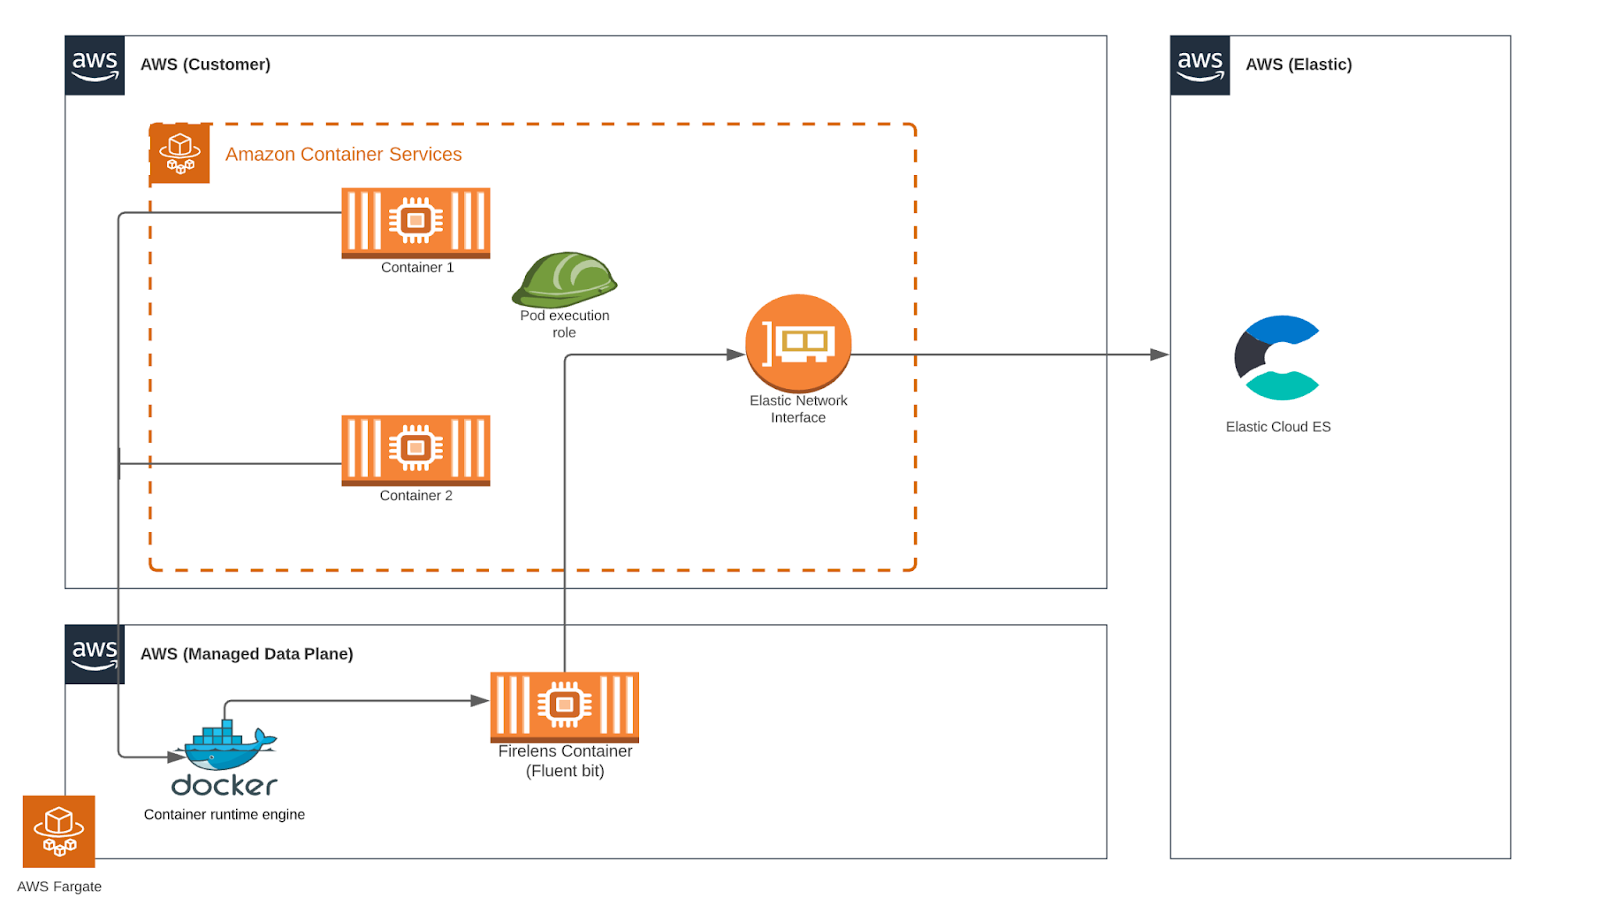 aws
AWS (Customer)
aws
AWS (Elastic)
Amazon Container Services
Container 1
Pod execution
role
Elastic Network
Interface
Elastic Cloud ES
Container 2
aws
AWS (Managed Data Plane)
docker
Container runtime engine
Firelens Container
(Fluent bit)
AWS Fargate